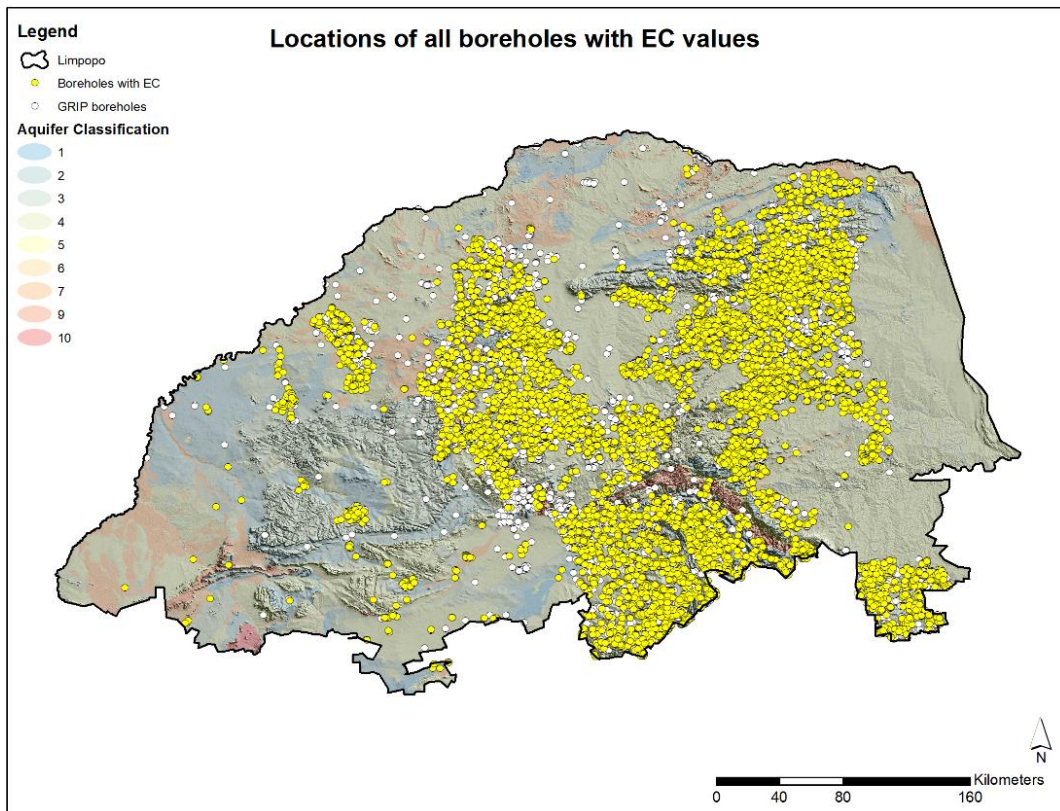 Locations of all boreholes with EC values
Legend
Limpopo
Boreholes with EC
GRIP boreholes
Aquifer Classification
1
2
3
4
5
6
7
9
10
N
Kilometers
0 40 80 160